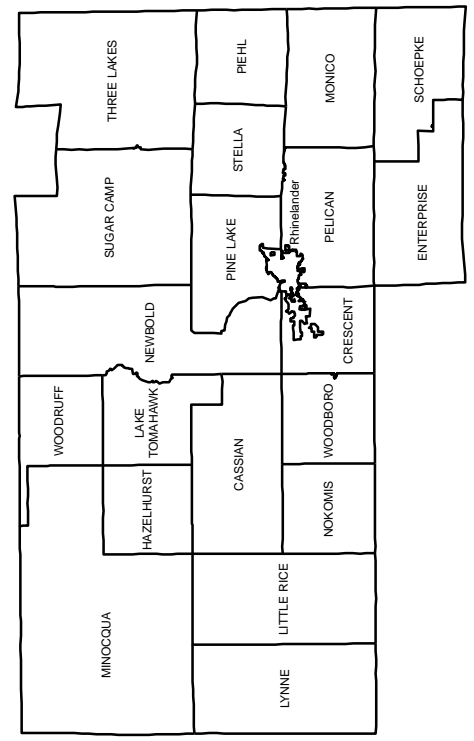 MINOCQUA
WOODRUFF
HAZELHURST
LAKE
TOMAHAWK
NEWBOLD
SUGAR CAMP
THREE LAKES
LYNNE
LITTLE RICE
CASSIAN
NOKOMIS
WOODBORO
CRESCENT
PINE LAKE
Rhinelander
STELLA
PIEHL
PELICAN
MONICO
ENTERPRISE
SCHOEPKE